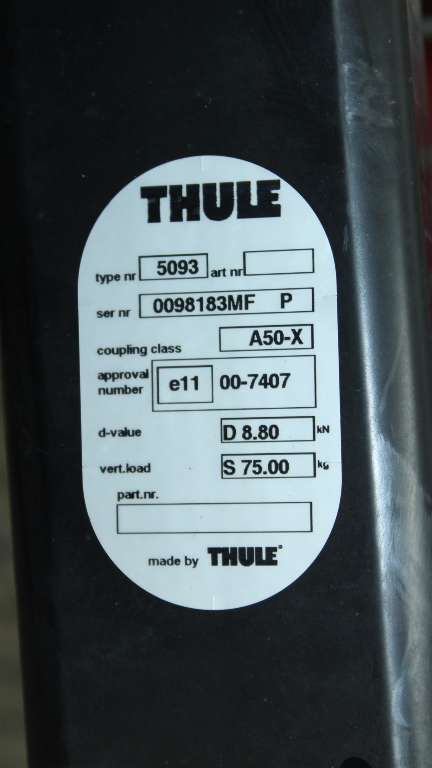 THULE
type nr 5093 art nr
ser nr 0098183MF P
coupling class A50-X
approval number e11 00-7407
d-value D 8.80 kN
vert.load S 75.00 kg
part.nr.
made by THULE®